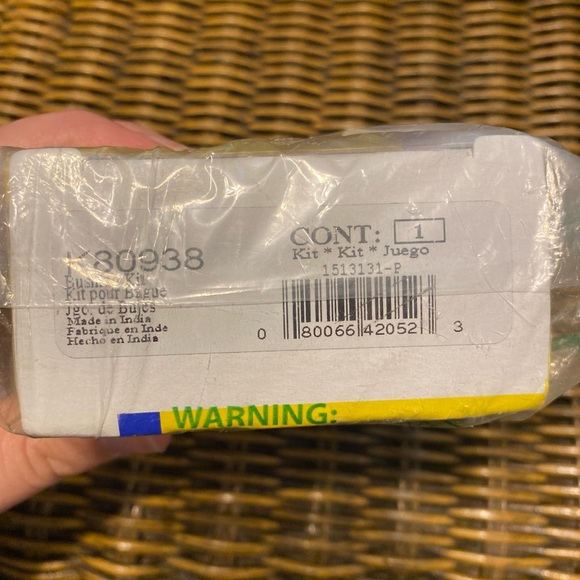 K80938
Bushing Kit
Kit pour Bague
Jgo. de Bujes
Made in India
Fabrique en Inde
Hecho en India
CONT: 1
Kit * Kit * Juego
1513131-P
0 80066 42052 3
WARNING: